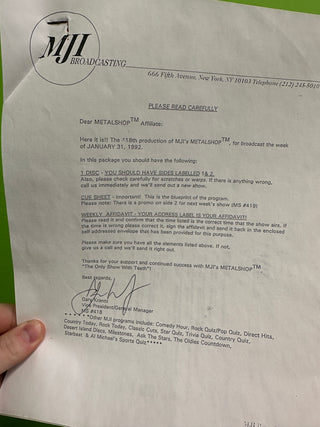 MJI
BROADCASTING
666 Fifth Avenue, New York, NY 10103 Telephone (212) 245-5010
PLEASE READ CAREFULLY
Dear METALSHOP™ Affiliate:
Here it is!! The *18th production of MJI's METALSHOP™, for broadcast the week
of JANUARY 31, 1992.
In this package you should have the following:
1 DISC - YOU SHOULD HAVE SIDES LABELLED 1& 2.
Also, please check carefully for scratches or warps. If there is anything wrong,
call us immediately and we'll send out a new show.
CUE SHEET - Important! This is the blueprint of the program.
Please note: There is a promo on side 2 for next week's show (MS #419)
WEEKLY AFFIDAVIT - YOUR ADDRESS LABEL IS YOUR AFFIDAVIT!
Please read it and confirm that the time listed is the correct time that the show airs. If
the time is wrong please correct it, sign the affidavit and send it back in the enclosed
self addressed envelope that has been provided for this purpose.
Please make sure you have all the elements listed above. If not,
give us a call and we'll send it right away.
Thanks for your support and continued success with MJI's METALSHOP™
"The Only Show With Teeth"!
Best regards,
Gary Krantz
Vice President/General Manager
MS #418
*****Other MJI programs include: Comedy Hour, Rock Quiz/Pop Quiz, Direct Hits,
Country Today, Rock Today, Classic Cuts, Star Quiz, Trivia Quiz, Country Quiz,
Desert Island Discs, Milestones, Ask The Stars, The Oldies Countdown,
Starbeat, & Al Michael's Sports Quiz*****